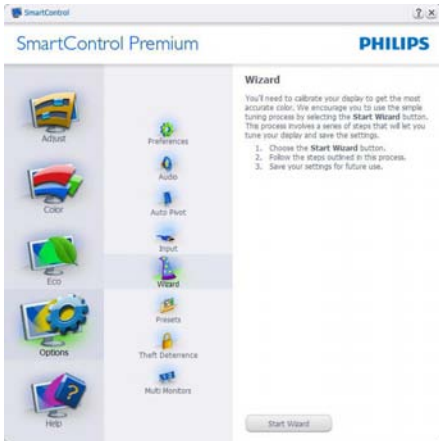 SmartControl
SmartControl Premium
PHILIPS
Adjust
Color
Eco
Options
Help
Preferences
Audio
Auto Pivot
Input
Wizard
Presets
Theft Deterrence
Multi Monitors
Wizard
You'll need to calibrate your display to get the most
accurate color. We encourage you to use the simple
tuning process by selecting the Start Wizard button.
This process involves a series of steps that will let you
tune your display and save the settings.
1. Choose the Start Wizard button.
2. Follow the steps outlined in this process.
3. Save your settings for future use.
Start Wizard